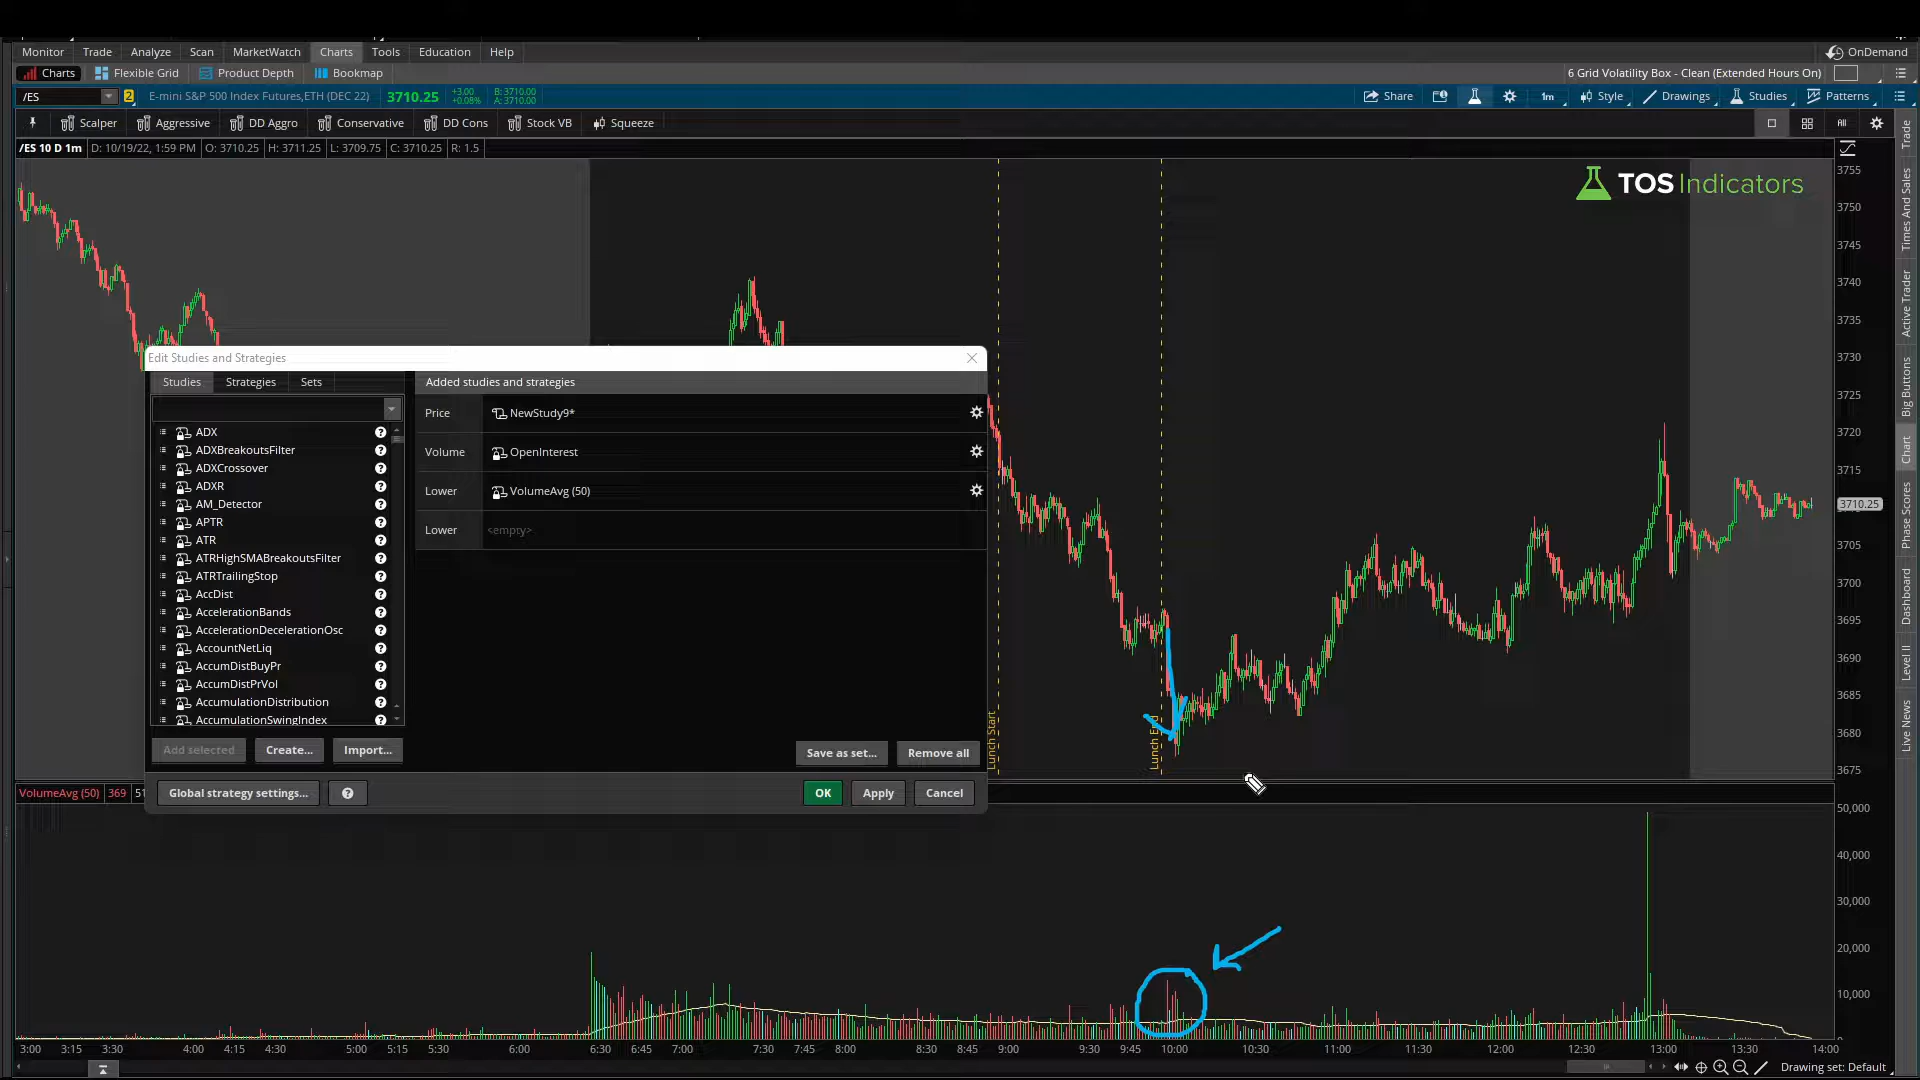 Monitor Trade Analyze Scan MarketWatch Charts Tools Education Help OnDemand
Charts Flexible Grid Product Depth Bookmap 6 Grid Volatility Box - Clean (Extended Hours On)
/ES 2 E-mini S&P 500 Index Futures,ETH (DEC 22) 3710.25 +3.00 +0.08% B: 3710.00 A: 3710.00 Share 1m Style Drawings Studies Patterns
Scalper Aggressive DD Aggro Conservative DD Cons Stock VB Squeeze All
/ES 10 D 1m D: 10/19/22, 1:59 PM O: 3710.25 H: 3711.25 L: 3709.75 C: 3710.25 R: 1.5
TOS Indicators
3755
3750
3745
3740
3735
3730
3725
3720
3715
3710.25
3705
3700
3695
3690
3685
3680
3675
Edit Studies and Strategies
Studies Strategies Sets
ADX
ADXBreakoutsFilter
ADXCrossover
ADXR
AM_Detector
APTR
ATR
ATRHighSMABreakoutsFilter
ATRTrailingStop
AccDist
AccelerationBands
AccelerationDecelerationOsc
AccountNetLiq
AccumDistBuyPr
AccumDistPrVol
AccumulationDistribution
AccumulationSwingIndex
Add selected Create... Import...
Added studies and strategies
Price NewStudy9*
Volume OpenInterest
Lower VolumeAvg (50)
Lower <empty>
Save as set... Remove all
Global strategy settings... ? OK Apply Cancel
Lunch Start
Lunch End
VolumeAvg (50) 369
50,000
40,000
30,000
20,000
10,000
3:00 3:15 3:30 4:00 4:15 4:30 5:00 5:15 5:30 6:00 6:30 6:45 7:00 7:30 7:45 8:00 8:30 8:45 9:00 9:30 9:45 10:00 10:30 11:00 11:30 12:00 12:30 13:00 13:30 14:00
Drawing set: Default
Trade
Times And Sales
Active Trader
Big Buttons
Chart
Phase Scores
Dashboard
Level II
Live News